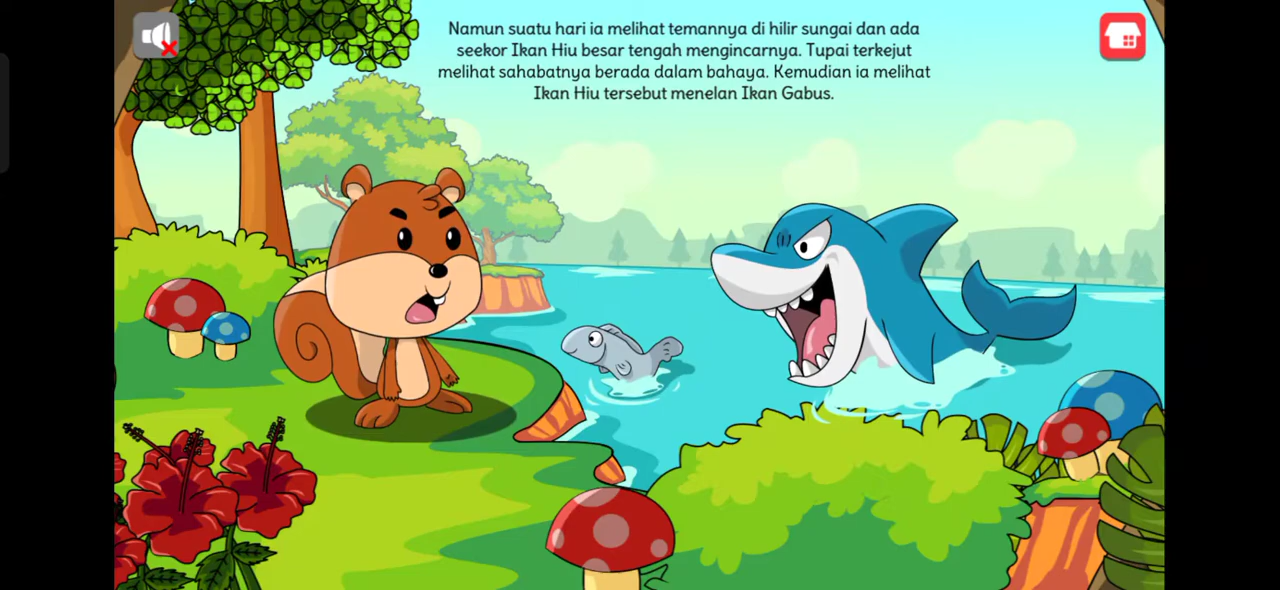 Namun suatu hari ia melihat temannya di hilir sungai dan ada
seekor Ikan Hiu besar tengah mengincarnya. Tupai terkejut
melihat sahabatnya berada dalam bahaya. Kemudian ia melihat
Ikan Hiu tersebut menelan Ikan Gabus.